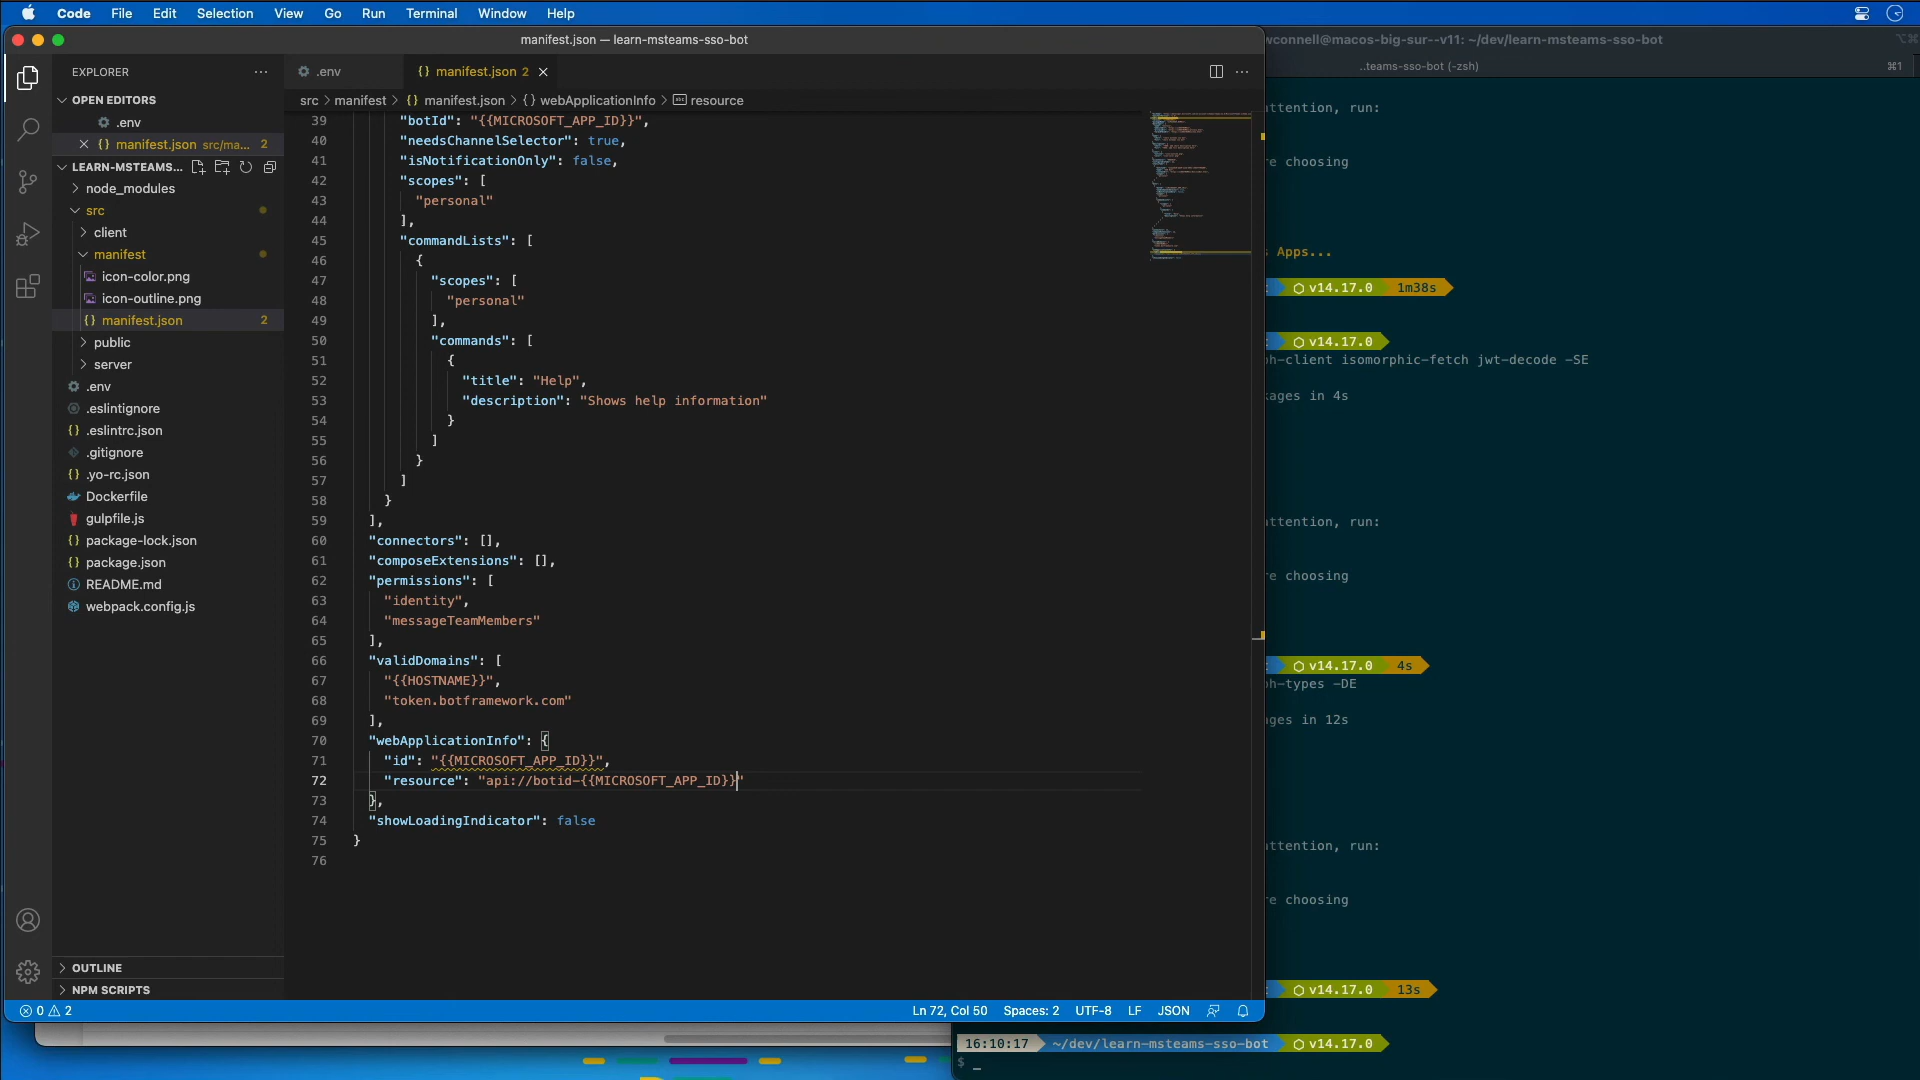 Code File Edit Selection View Go Run Terminal Window Help
manifest.json — learn-msteams-sso-bot
EXPLORER
OPEN EDITORS
.env
manifest.json src/ma... 2
LEARN-MSTEAMS...
node_modules
src
client
manifest
icon-color.png
icon-outline.png
manifest.json 2
public
server
.env
.eslintignore
.eslintrc.json
.gitignore
.yo-rc.json
Dockerfile
gulpfile.js
package-lock.json
package.json
README.md
webpack.config.js
OUTLINE
NPM SCRIPTS
.env
manifest.json 2
src > manifest > {} manifest.json > {} webApplicationInfo > resource
39 "botId": "{{MICROSOFT_APP_ID}}",
40 "needsChannelSelector": true,
41 "isNotificationOnly": false,
42 "scopes": [
43 "personal"
44 ],
45 "commandLists": [
46 {
47 "scopes": [
48 "personal"
49 ],
50 "commands": [
51 {
52 "title": "Help",
53 "description": "Shows help information"
54 }
55 ]
56 }
57 ]
58 }
59 ],
60 "connectors": [],
61 "composeExtensions": [],
62 "permissions": [
63 "identity",
64 "messageTeamMembers"
65 ],
66 "validDomains": [
67 "{{HOSTNAME}}",
68 "token.botframework.com"
69 ],
70 "webApplicationInfo": {
71 "id": "{{MICROSOFT_APP_ID}}",
72 "resource": "api://botid-{{MICROSOFT_APP_ID}}"
73 },
74 "showLoadingIndicator": false
75 }
76
0 2
Ln 72, Col 50 Spaces: 2 UTF-8 LF JSON
wconnell@macos-big-sur--v11: ~/dev/learn-msteams-sso-bot
..teams-sso-bot (-zsh) ⌘1
ttention, run:
re choosing
s Apps...
v14.17.0 1m38s
v14.17.0
ph-client isomorphic-fetch jwt-decode -SE
kages in 4s
ttention, run:
re choosing
v14.17.0 4s
ph-types -DE
ages in 12s
ttention, run:
re choosing
v14.17.0 13s
16:10:17 ~/dev/learn-msteams-sso-bot v14.17.0
$ _